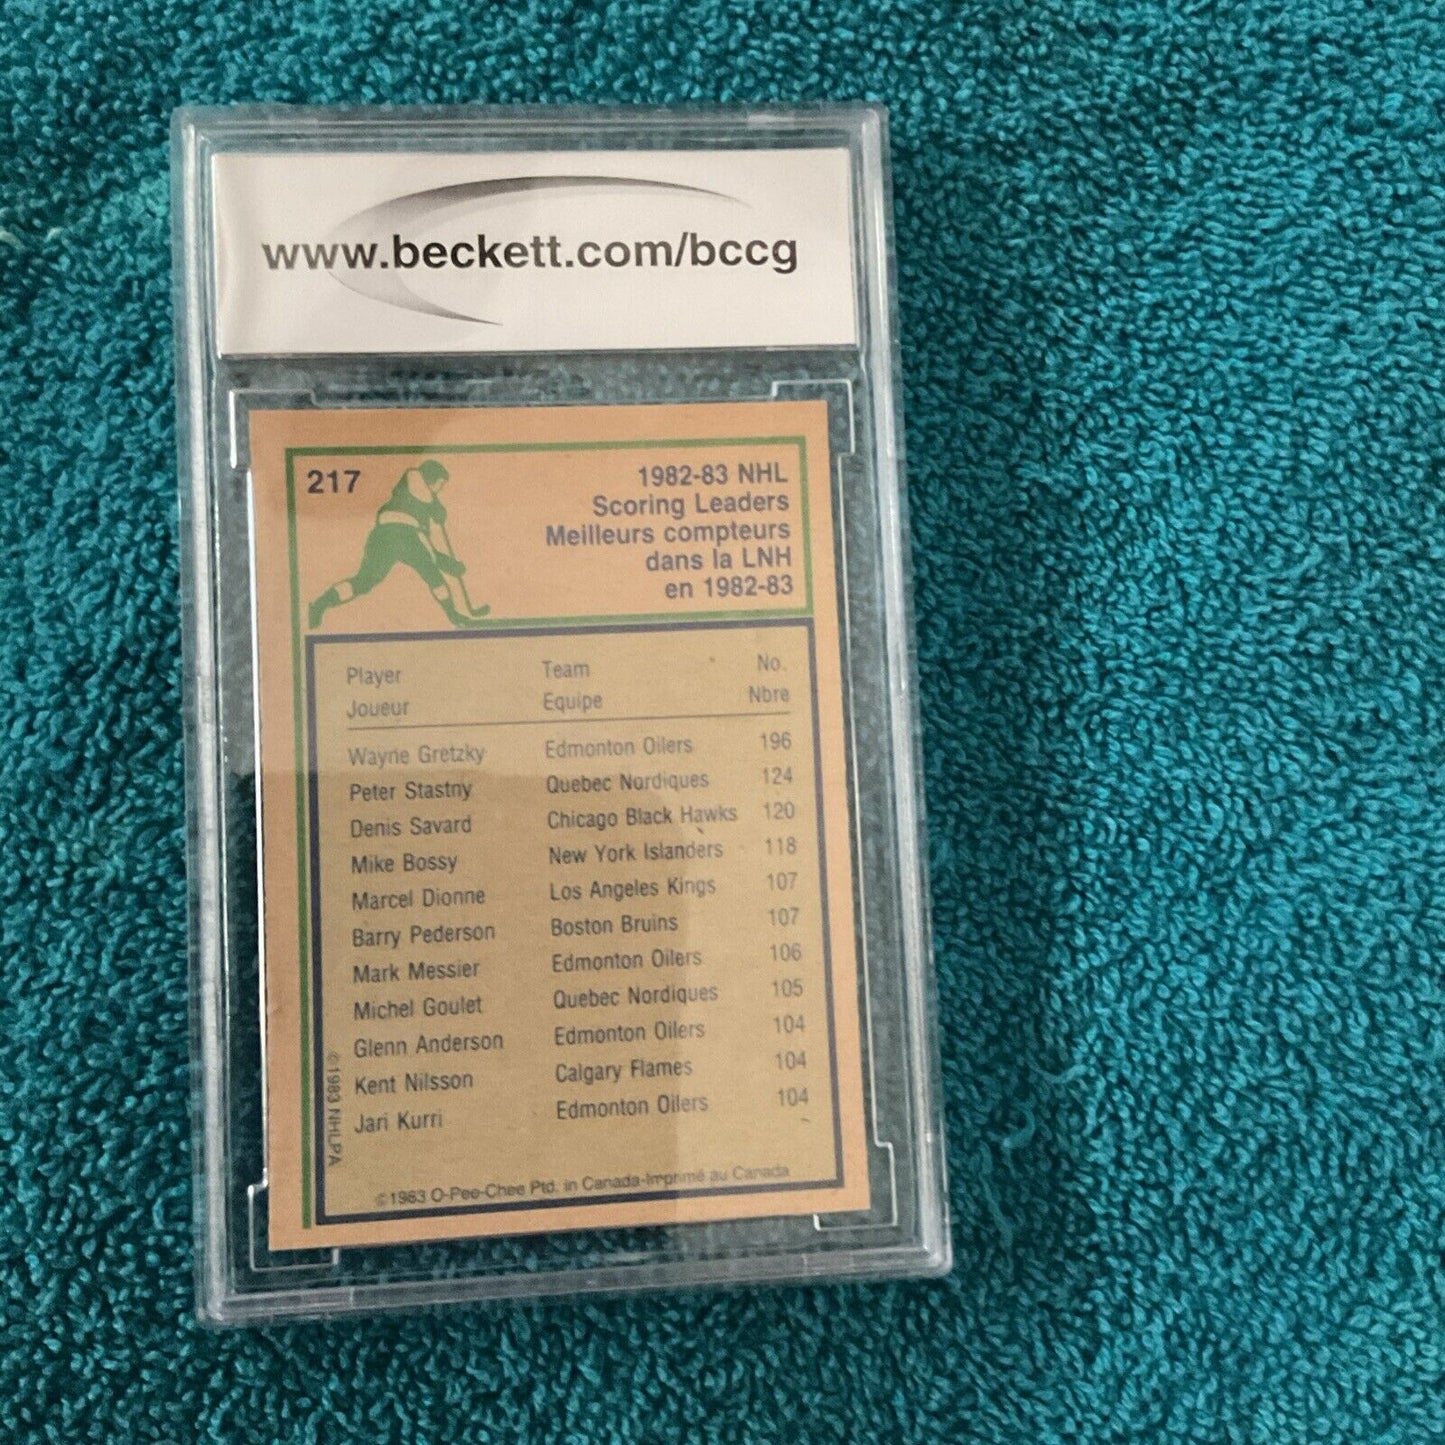 www.beckett.com/bccg
217
1982-83 NHL
Scoring Leaders
Meilleurs compteurs
dans la LNH
en 1982-83
Player Team No.
Joueur Equipe Nbre
Wayne Gretzky Edmonton Oilers 196
Peter Stastny Quebec Nordiques 124
Denis Savard Chicago Black Hawks 120
Mike Bossy New York Islanders 118
Marcel Dionne Los Angeles Kings 107
Barry Pederson Boston Bruins 107
Mark Messier Edmonton Oilers 106
Michel Goulet Quebec Nordiques 105
Glenn Anderson Edmonton Oilers 104
Kent Nilsson Calgary Flames 104
Jari Kurri Edmonton Oilers 104
©1983 NHLPA
©1983 O-Pee-Chee Ptd. in Canada-Imprimé au Canada